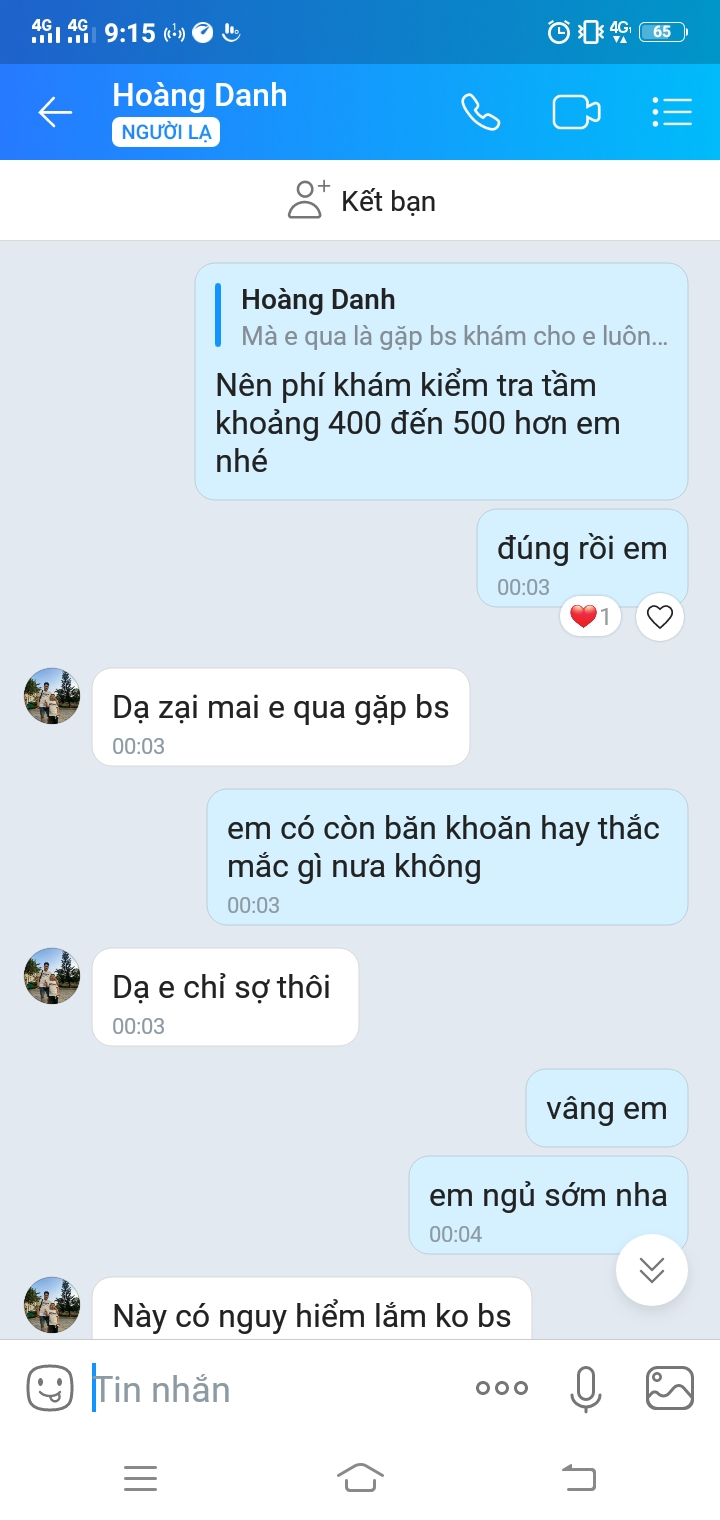 4G 4G 9:15 4G 65
Hoàng Danh
NGƯỜI LẠ
Kết bạn
Hoàng Danh
Mà e qua là gặp bs khám cho e luôn...
Nên phí khám kiểm tra tầm
khoảng 400 đến 500 hơn em
nhé
đúng rồi em
00:03
1
Dạ zại mai e qua gặp bs
00:03
em có còn băn khoăn hay thắc
mắc gì nưa không
00:03
Dạ e chỉ sợ thôi
00:03
vâng em
em ngủ sớm nha
00:04
Này có nguy hiểm lắm ko bs
Tin nhắn